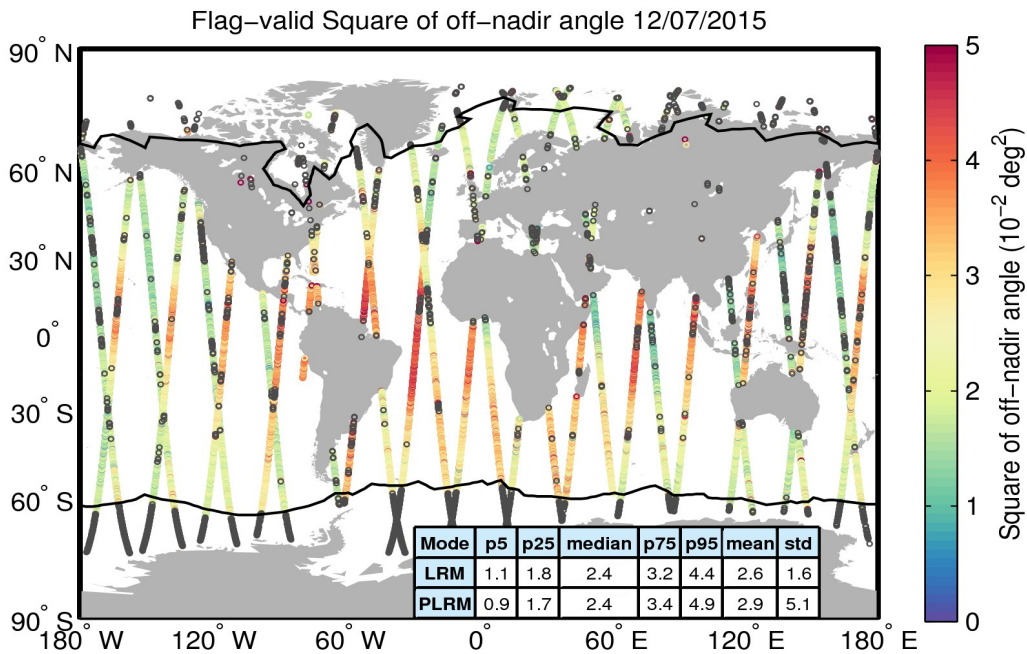 Flag−valid Square of off−nadir angle 12/07/2015
90° N
60° N
30° N
0°
30° S
60° S
90° S
180° W 120° W 60° W 0° 60° E 120° E 180° E
Mode p5 p25 median p75 p95 mean std
LRM 1.1 1.8 2.4 3.2 4.4 2.6 1.6
PLRM 0.9 1.7 2.4 3.4 4.9 2.9 5.1
5
4
3
2
1
0
Square of off−nadir angle (10⁻² deg²)